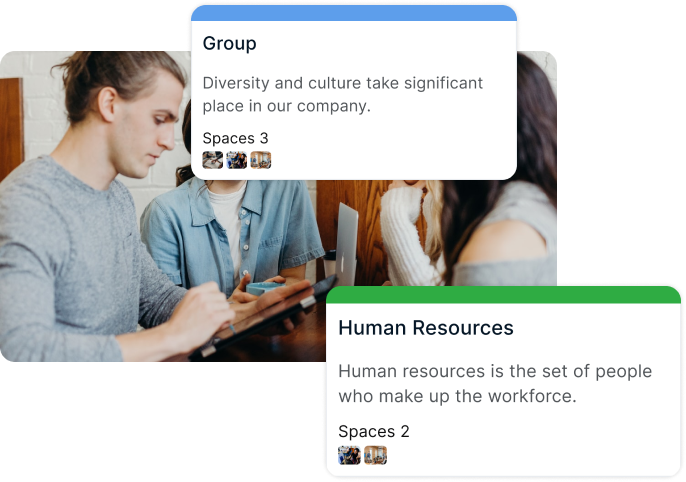 Group
Diversity and culture take significant
place in our company.
Spaces 3
Human Resources
Human resources is the set of people
who make up the workforce.
Spaces 2